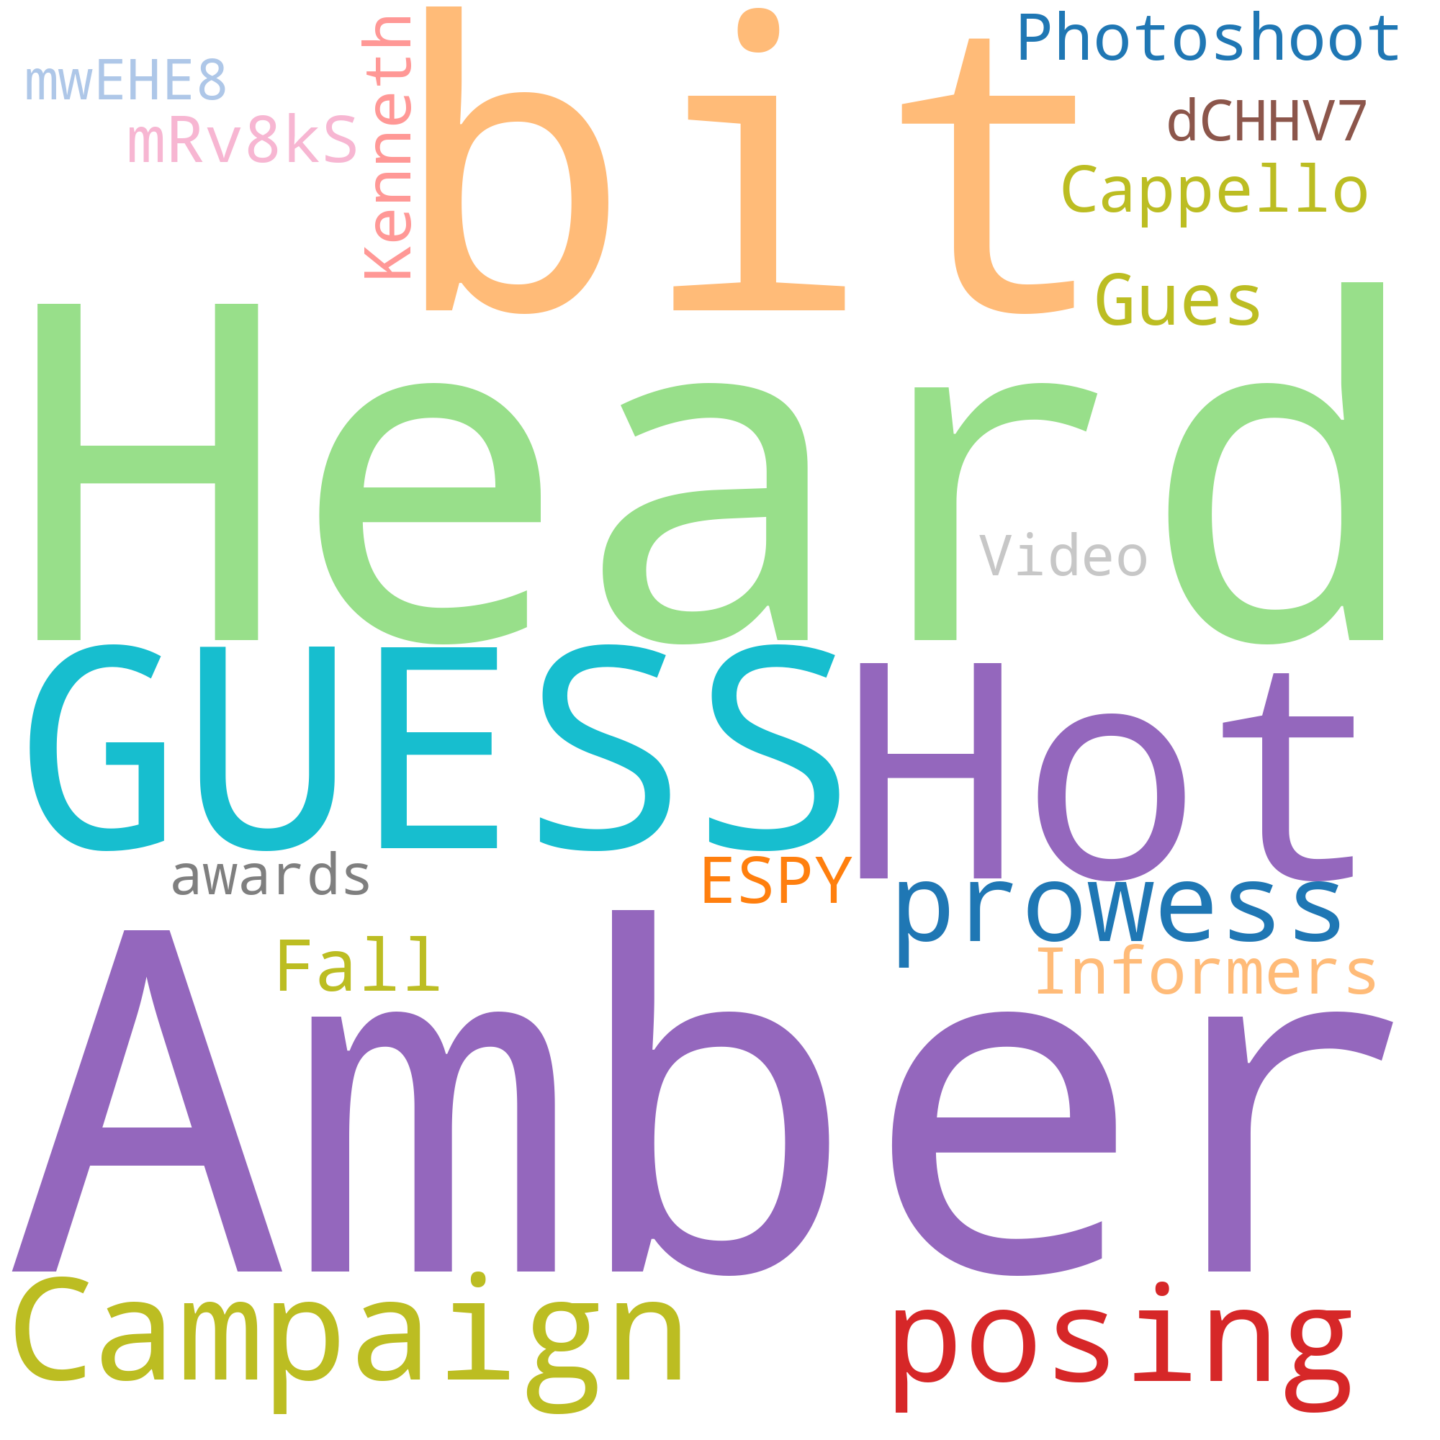 bit
Photoshoot
mwEHE8
Kenneth
dCHHV7
mRv8kS
Cappello
Gues
Heard
Video
GUESS
Hot
awards
ESPY
prowess
Fall
Informers
Amber
Campaign
posing